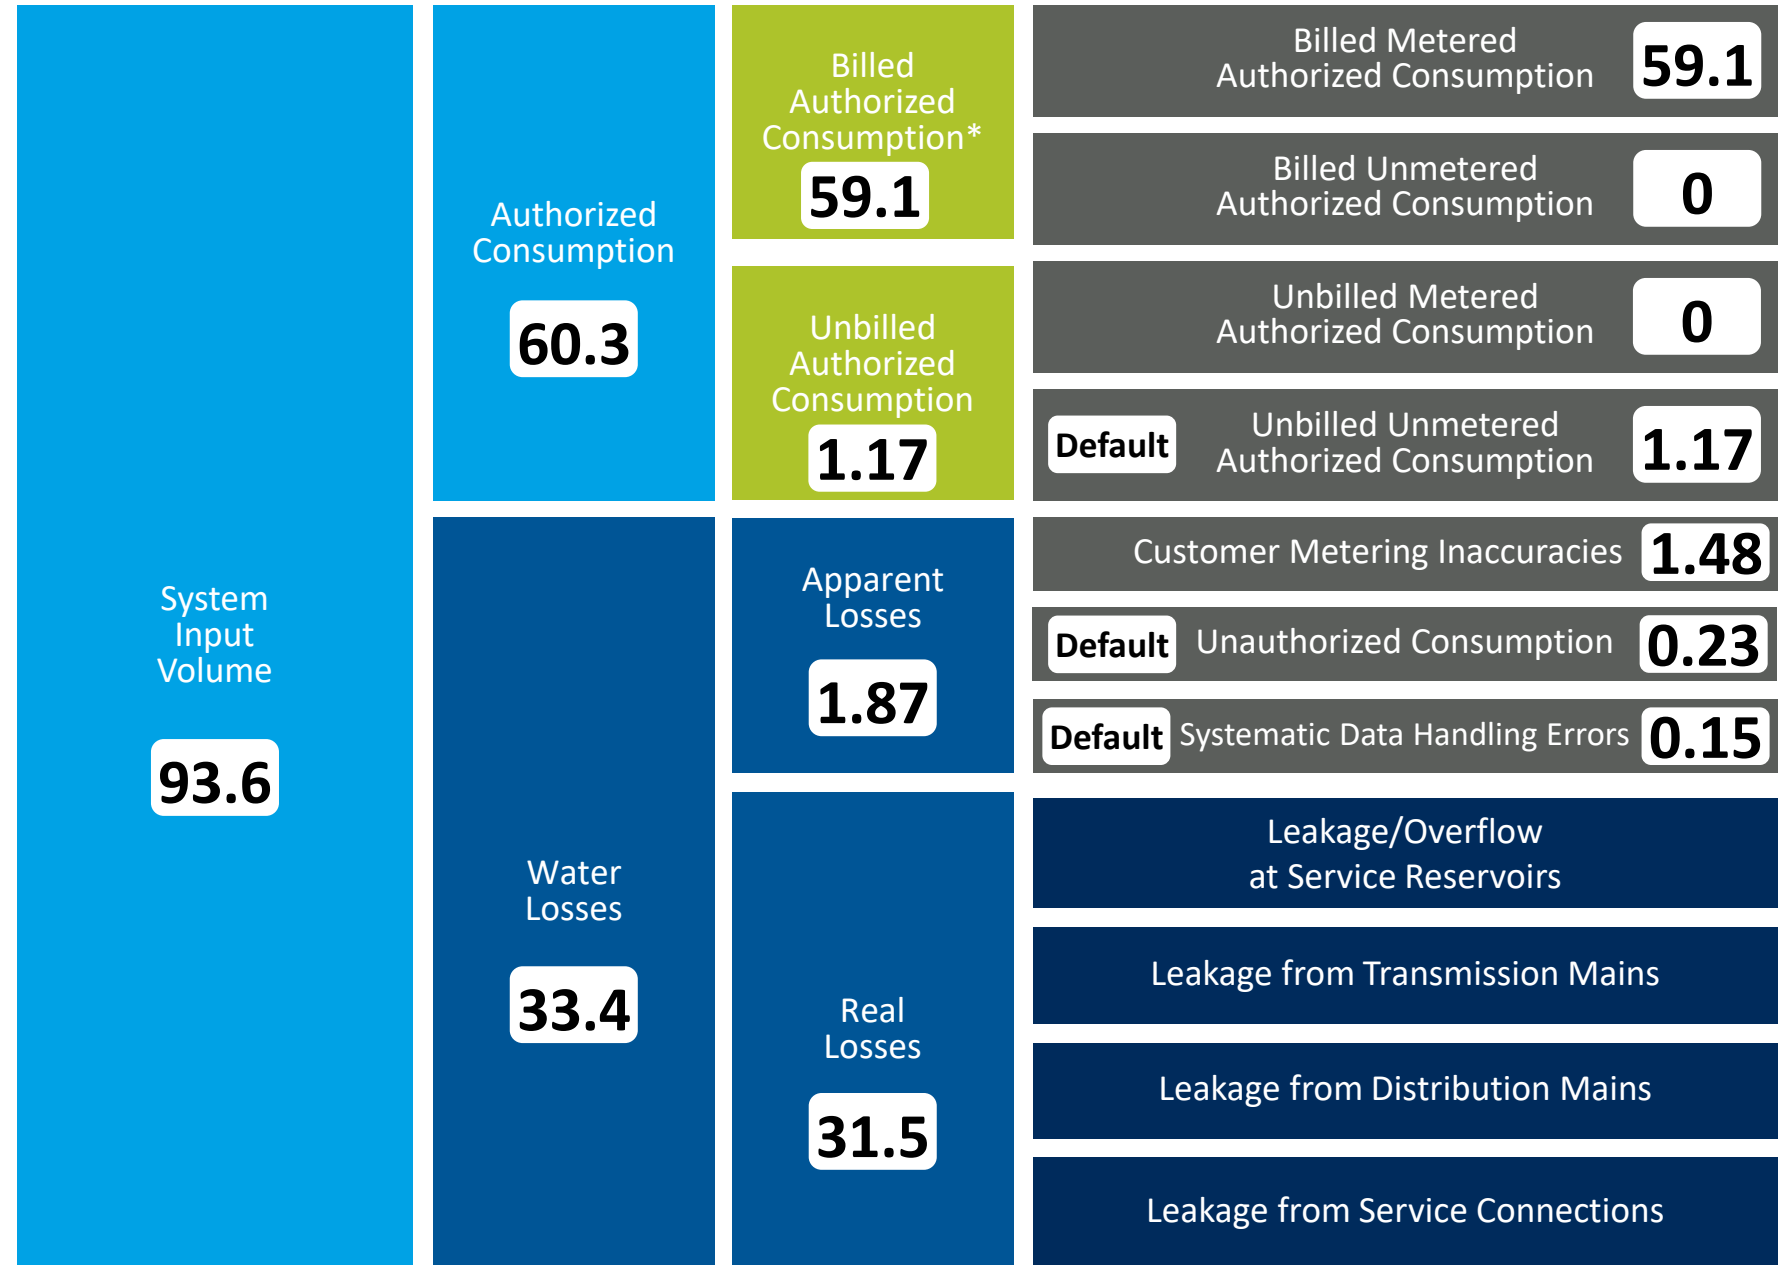 System
Input
Volume
93.6
Authorized
Consumption
60.3
Water
Losses
33.4
Billed
Authorized
Consumption*
59.1
Unbilled
Authorized
Consumption
1.17
Apparent
Losses
1.87
Real
Losses
31.5
Billed Metered
Authorized Consumption
59.1
Billed Unmetered
Authorized Consumption
0
Unbilled Metered
Authorized Consumption
0
Default
Unbilled Unmetered
Authorized Consumption
1.17
Customer Metering Inaccuracies 1.48
Default Unauthorized Consumption 0.23
Default Systematic Data Handling Errors 0.15
Leakage/Overflow
at Service Reservoirs
Leakage from Transmission Mains
Leakage from Distribution Mains
Leakage from Service Connections